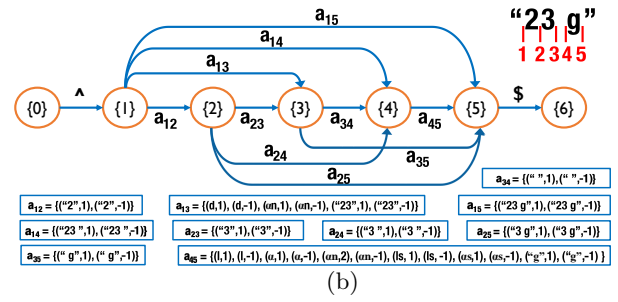 a₁₅
“23 g”
a₁₄
1 2 3 4 5
a₁₃
{0} ^ {1} {2} {3} {4} {5} $ {6}
a₁₂ a₂₃ a₃₄ a₄₅
a₂₄ a₃₅
a₂₅
a₃₄ = {(“ ”,1),(“ ”,-1)}
a₁₂ = {(“2”,1),(“2”,-1)} a₁₃ = {(d,1), (d,-1), (αn,1), (αn,-1), (“23”,1), (“23”,-1)} a₁₅ = {(“23 g”,1), (“23 g”,-1)}
a₁₄ = {(“23 ”,1), (“23 ”,-1)} a₂₃ = {(“3”,1), (“3”,-1)} a₂₄ = {(“3 ”,1), (“3 ”,-1)} a₂₅ = {(“3 g”,1), (“3 g”,-1)}
a₃₅ = {(“ g”,1), (“ g”,-1)} a₄₅ = {(l,1), (l,-1), (α,1), (α,-1), (αn,2), (αn,-1), (ls, 1), (ls, -1), (αs,1), (αs,-1), (“g”,1), (“g”,-1) }
(b)